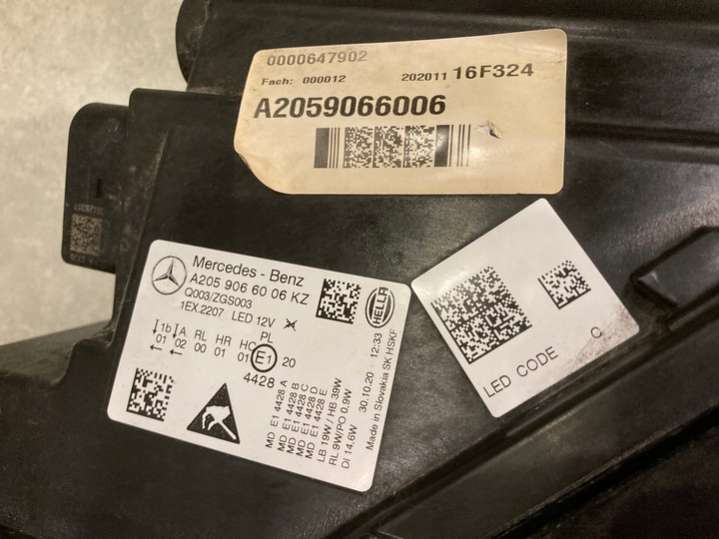 0000647902
Fach: 000012 202011 16F324
A2059066006
Mercedes - Benz
A205 906 60 06 KZ
Q003/ZGS003
1EX.2207 LED 12V
PL
1b A RL HR HC E1 20
01 02 00 01 01
4428
MD E1 4428 A
MD E1 4428 B
MD E1 4428 C
MD E1 4428 D
MD E1 4428 E
LB 19W / HB 39W
RL 9W/PO 0,9W
DI 14,6W
30.10.20 12:33
Made in Slovakia SK HSKF
HELLA
LED CODE C